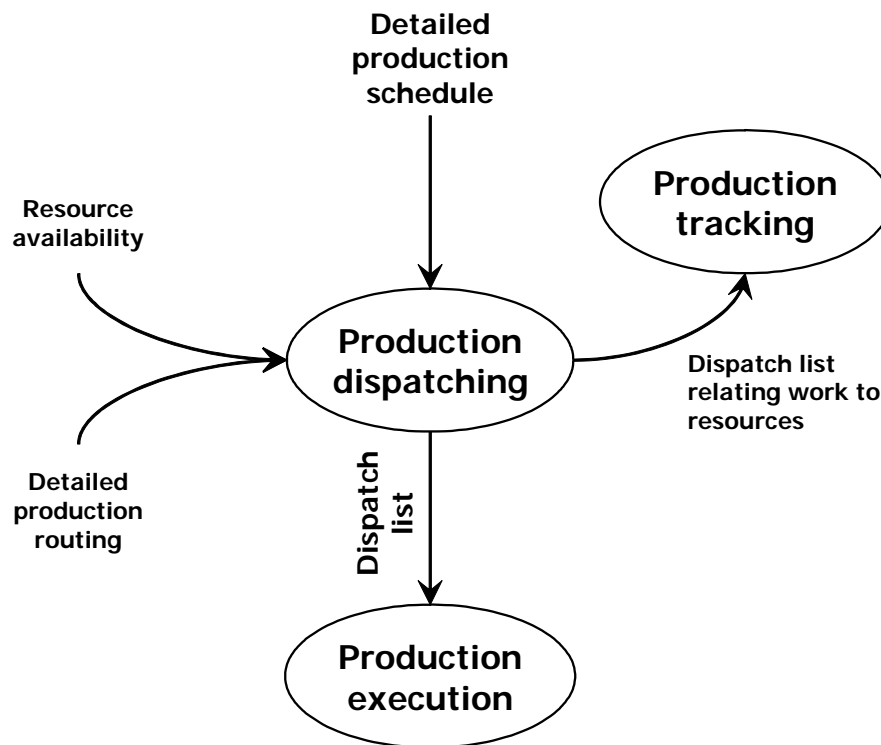 Detailed
production
schedule
Production
tracking
Resource
availability
Production
dispatching
Dispatch list
relating work to
resources
Detailed
production
routing
Dispatch
list
Production
execution